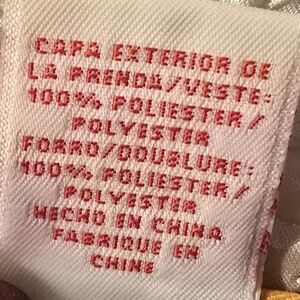 CAPA EXTERIOR DE
LA PRENDA/VESTE:
100% POLIESTER/
POLYESTER
FORRO/DOUBLURE:
100% POLIESTER/
POLYESTER
HECHO EN CHINA
FABRIQUE EN
CHINE